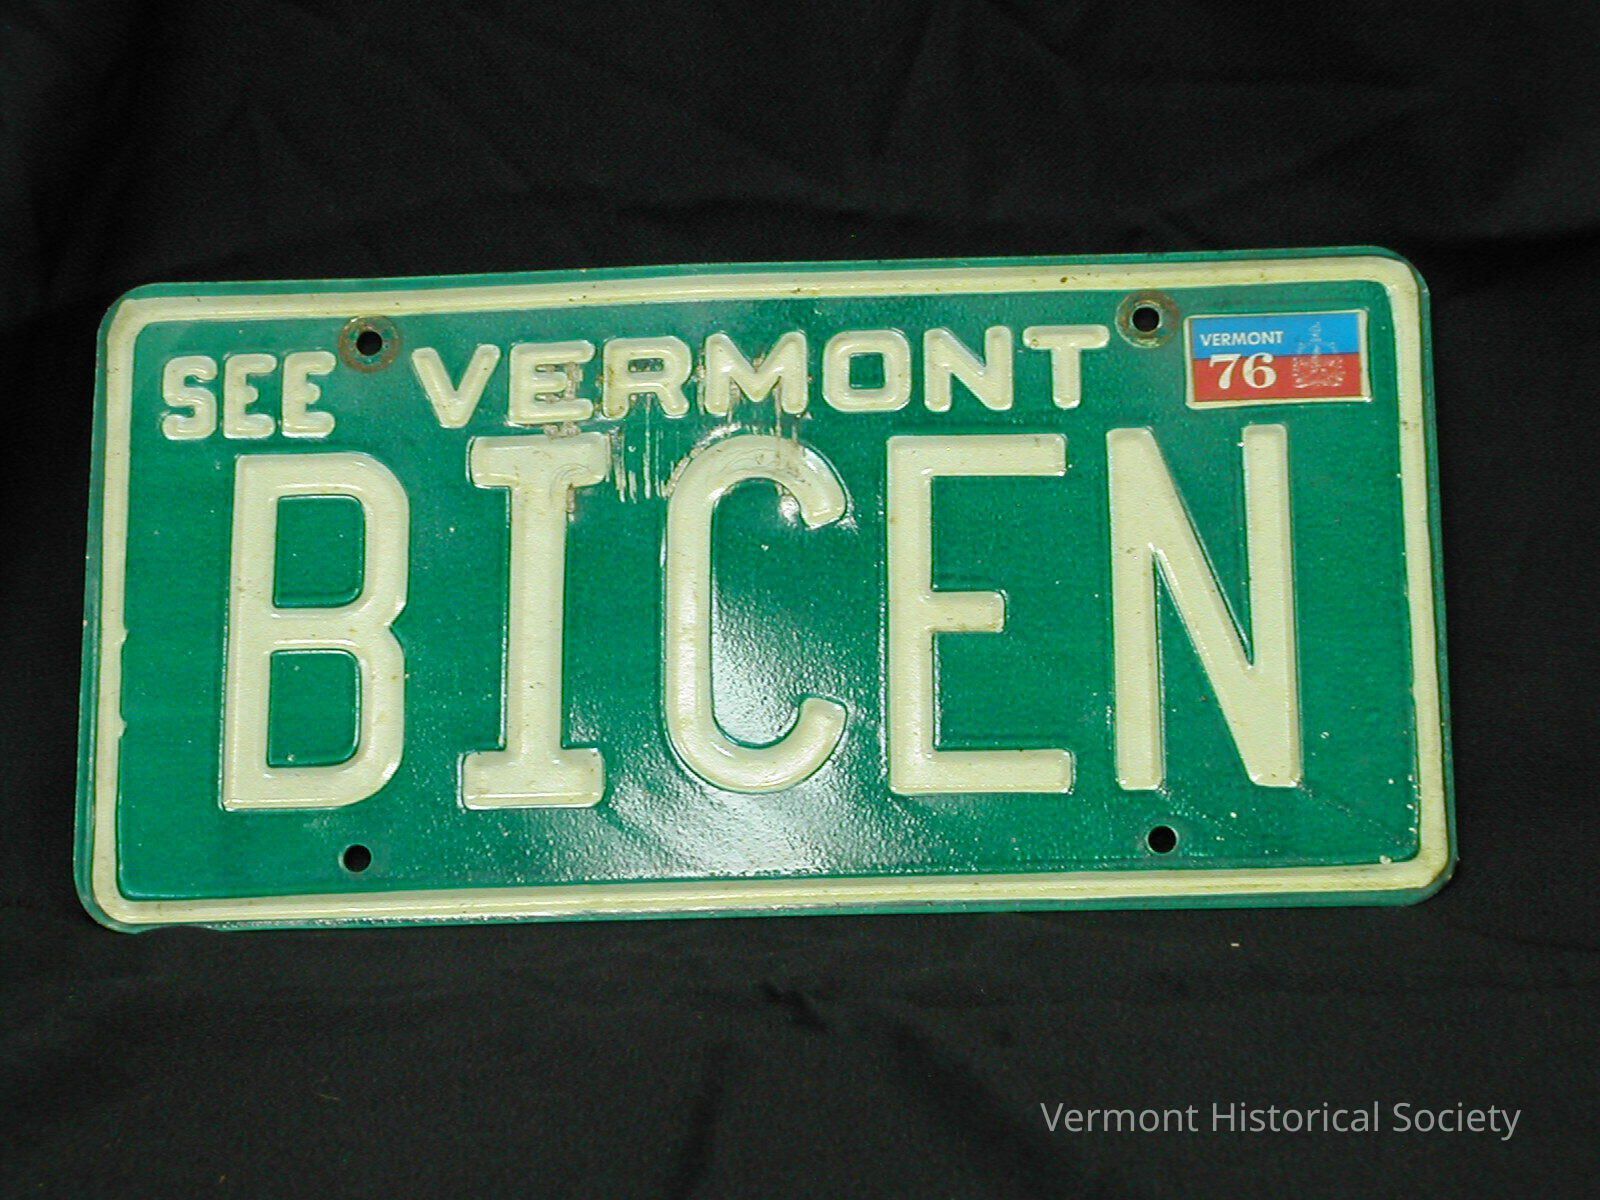 SEE VERMONT
VERMONT
76
BICEN
Vermont Historical Society